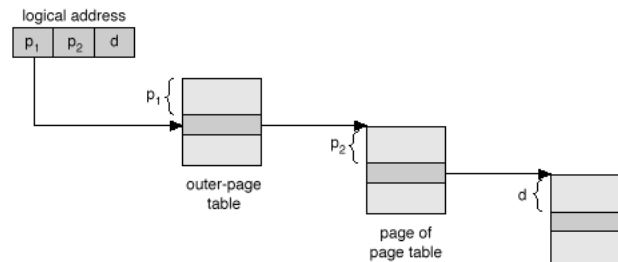 logical address
p1 p2 d
p1
outer-page
table
p2
page of
page table
d